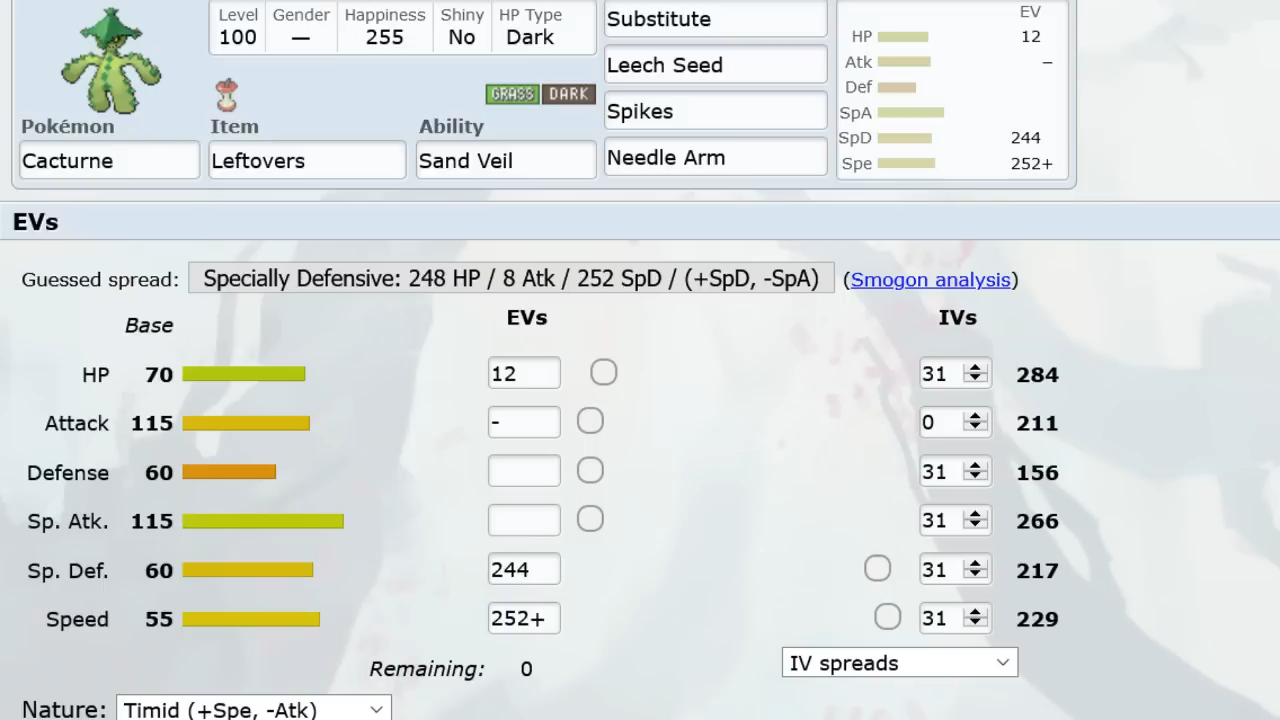 Level Gender Happiness Shiny HP Type
100 — 255 No Dark
GRASS DARK
Pokémon Item Ability
Cacturne Leftovers Sand Veil
Substitute
Leech Seed
Spikes
Needle Arm
EV
HP 12
Atk –
Def
SpA
SpD 244
Spe 252+
EVs
Guessed spread: Specially Defensive: 248 HP / 8 Atk / 252 SpD / (+SpD, -SpA) (Smogon analysis)
Base EVs IVs
HP 70 12 31 284
Attack 115 - 0 211
Defense 60 31 156
Sp. Atk. 115 31 266
Sp. Def. 60 244 31 217
Speed 55 252+ 31 229
Remaining: 0 IV spreads
Nature: Timid (+Spe, -Atk)